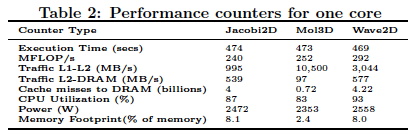 Table 2: Performance counters for one core
Counter Type Jacobi2D Mol3D Wave2D
Execution Time (secs) 474 473 469
MFLOP/s 240 252 292
Traffic L1-L2 (MB/s) 995 10,500 3,044
Traffic L2-DRAM (MB/s) 539 97 577
Cache misses to DRAM (billions) 4 0.72 4.22
CPU Utilization (%) 87 83 93
Power (W) 2472 2353 2558
Memory Footprint(% of memory) 8.1 2.4 8.0